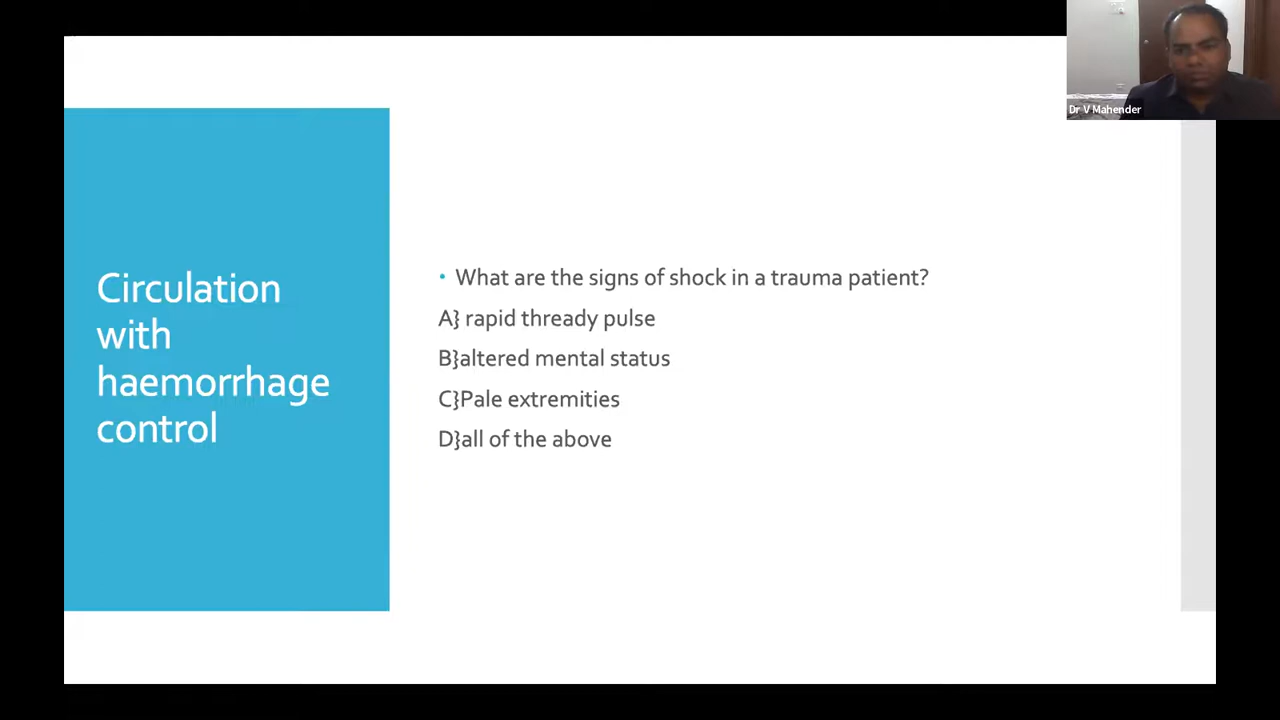 Dr V Mahender
Circulation
with
haemorrhage
control
• What are the signs of shock in a trauma patient?
A} rapid thready pulse
B}altered mental status
C}Pale extremities
D}all of the above